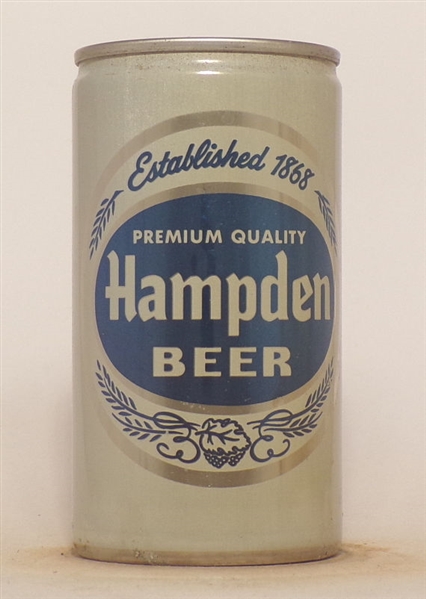 Established 1868
PREMIUM QUALITY
Hampden
BEER